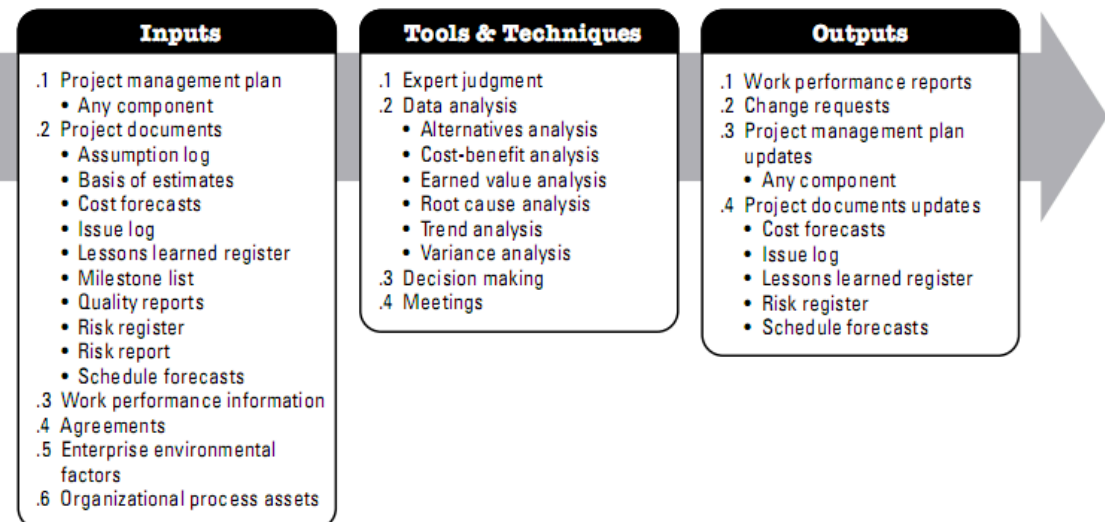 Inputs
.1 Project management plan
• Any component
.2 Project documents
• Assumption log
• Basis of estimates
• Cost forecasts
• Issue log
• Lessons learned register
• Milestone list
• Quality reports
• Risk register
• Risk report
• Schedule forecasts
.3 Work performance information
.4 Agreements
.5 Enterprise environmental
factors
.6 Organizational process assets
Tools & Techniques
.1 Expert judgment
.2 Data analysis
• Alternatives analysis
• Cost-benefit analysis
• Earned value analysis
• Root cause analysis
• Trend analysis
• Variance analysis
.3 Decision making
.4 Meetings
Outputs
.1 Work performance reports
.2 Change requests
.3 Project management plan
updates
• Any component
.4 Project documents updates
• Cost forecasts
• Issue log
• Lessons learned register
• Risk register
• Schedule forecasts